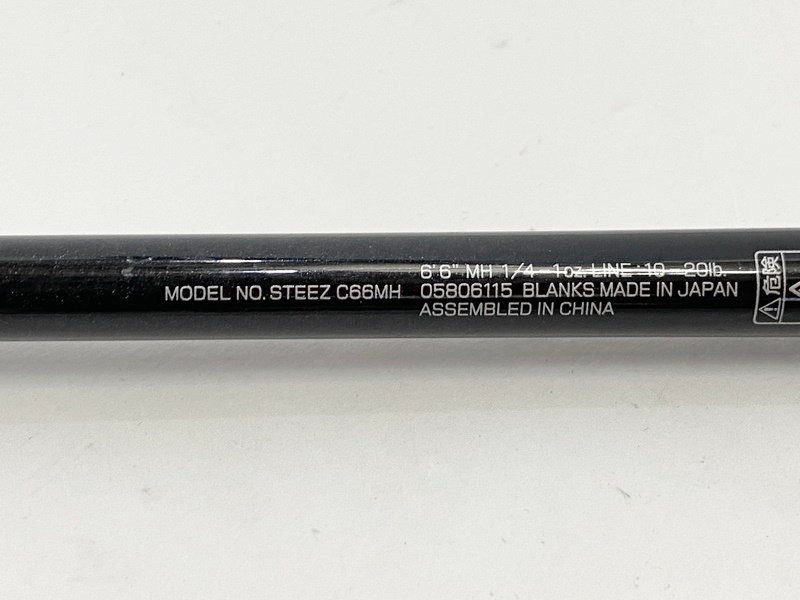 6'6" MH 1/4 - 1oz. LINE : 10 - 20lb.
MODEL NO. STEEZ C66MH 05806115 BLANKS MADE IN JAPAN
ASSEMBLED IN CHINA
危険